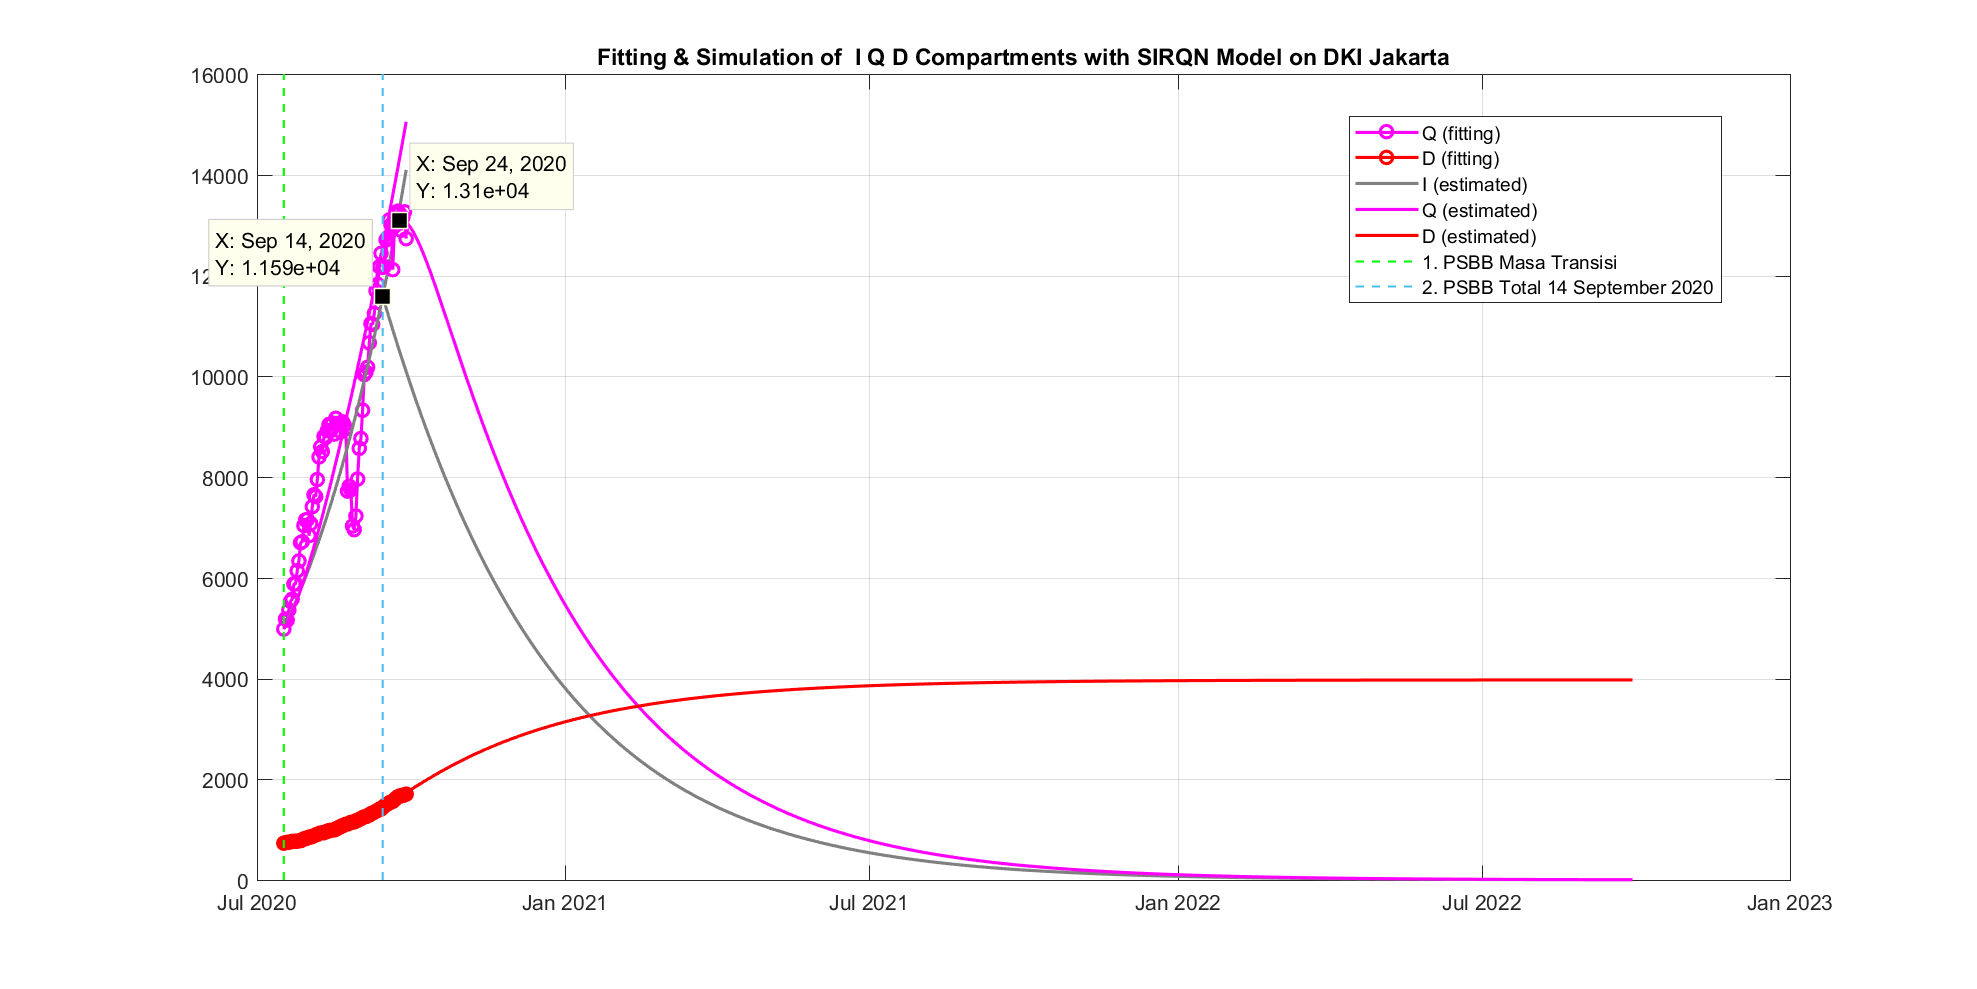 Fitting & Simulation of  I Q D Compartments with SIRQN Model on DKI Jakarta
16000
14000
12000
10000
8000
6000
4000
2000
0
X: Sep 24, 2020
Y: 1.31e+04
X: Sep 14, 2020
Y: 1.159e+04
Q (fitting)
D (fitting)
I (estimated)
Q (estimated)
D (estimated)
1. PSBB Masa Transisi
2. PSBB Total 14 September 2020
Jul 2020
Jan 2021
Jul 2021
Jan 2022
Jul 2022
Jan 2023